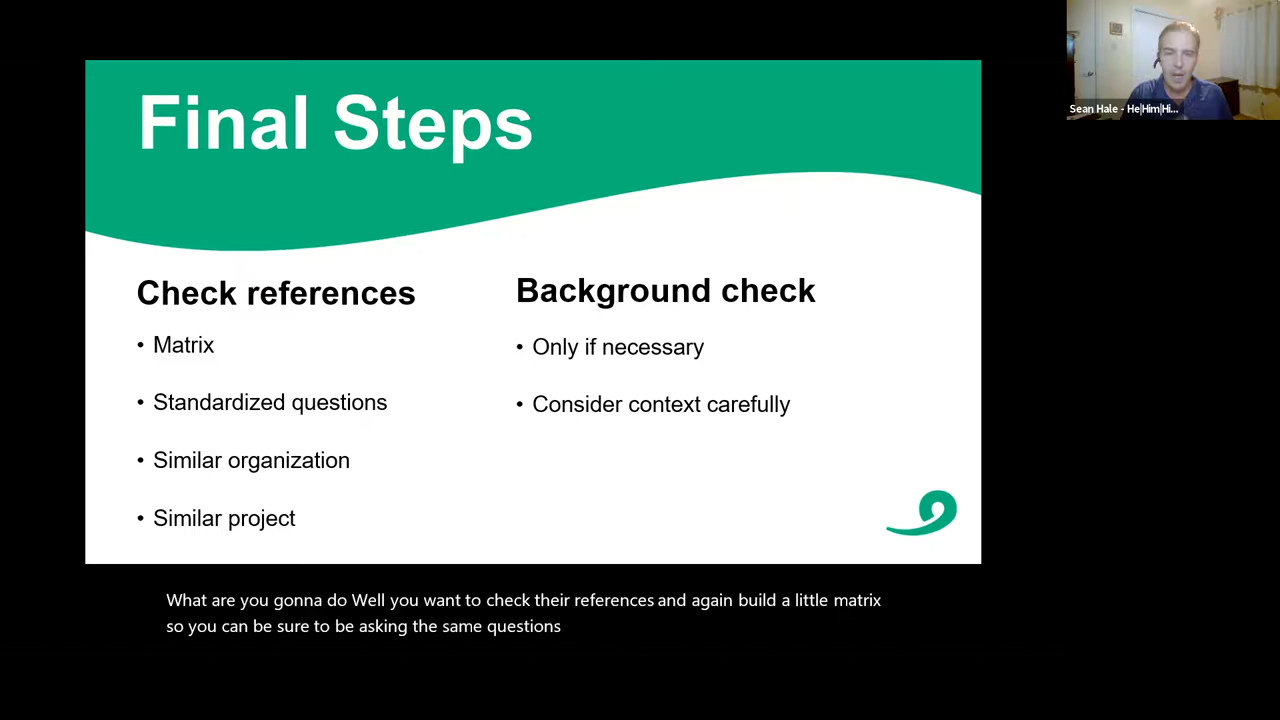 Final Steps
Check references
• Matrix
• Standardized questions
• Similar organization
• Similar project
Background check
• Only if necessary
• Consider context carefully
Sean Hale - He|Him|Hi...
What are you gonna do Well you want to check their references and again build a little matrix
so you can be sure to be asking the same questions